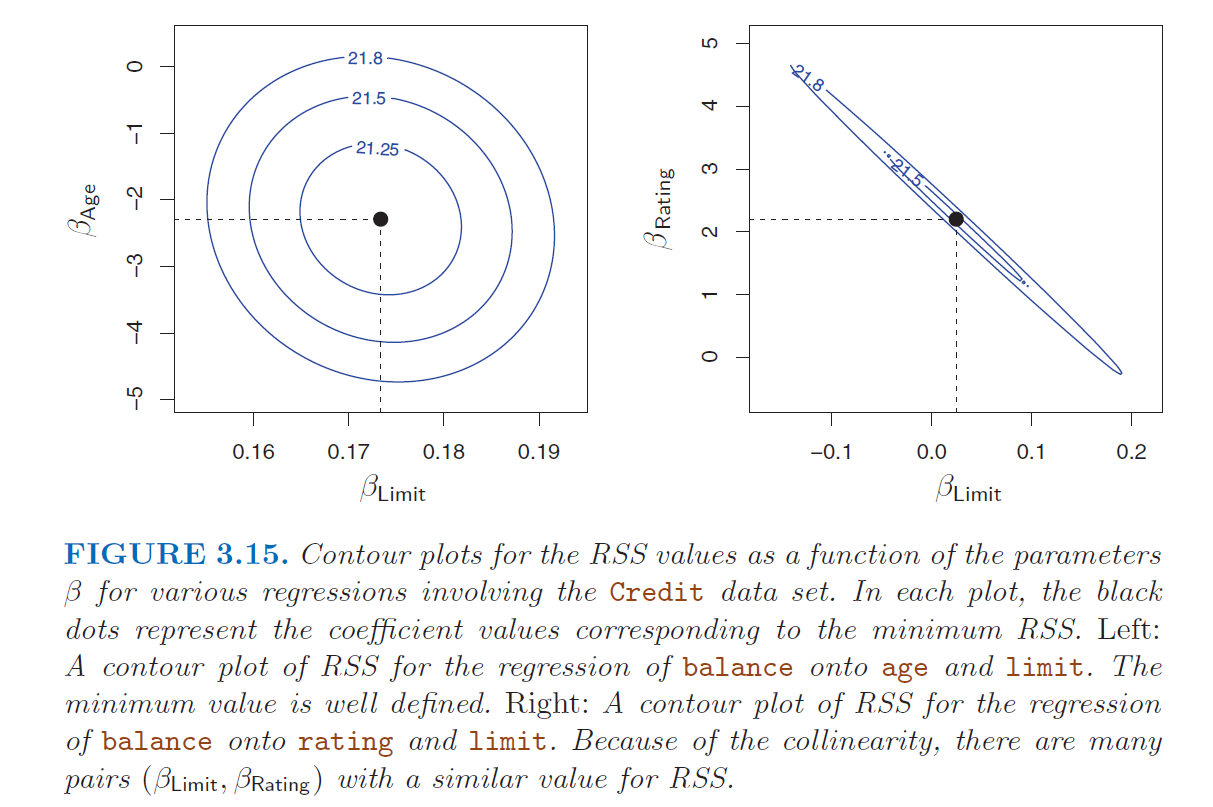 21.8
21.5
21.25
0
−1
−2
−3
−4
−5
βAge
0.16 0.17 0.18 0.19
βLimit
21.8
21.5
5
4
3
2
1
0
βRating
−0.1 0.0 0.1 0.2
βLimit
FIGURE 3.15. Contour plots for the RSS values as a function of the parameters
β for various regressions involving the Credit data set. In each plot, the black
dots represent the coefficient values corresponding to the minimum RSS. Left:
A contour plot of RSS for the regression of balance onto age and limit. The
minimum value is well defined. Right: A contour plot of RSS for the regression
of balance onto rating and limit. Because of the collinearity, there are many
pairs (βLimit, βRating) with a similar value for RSS.